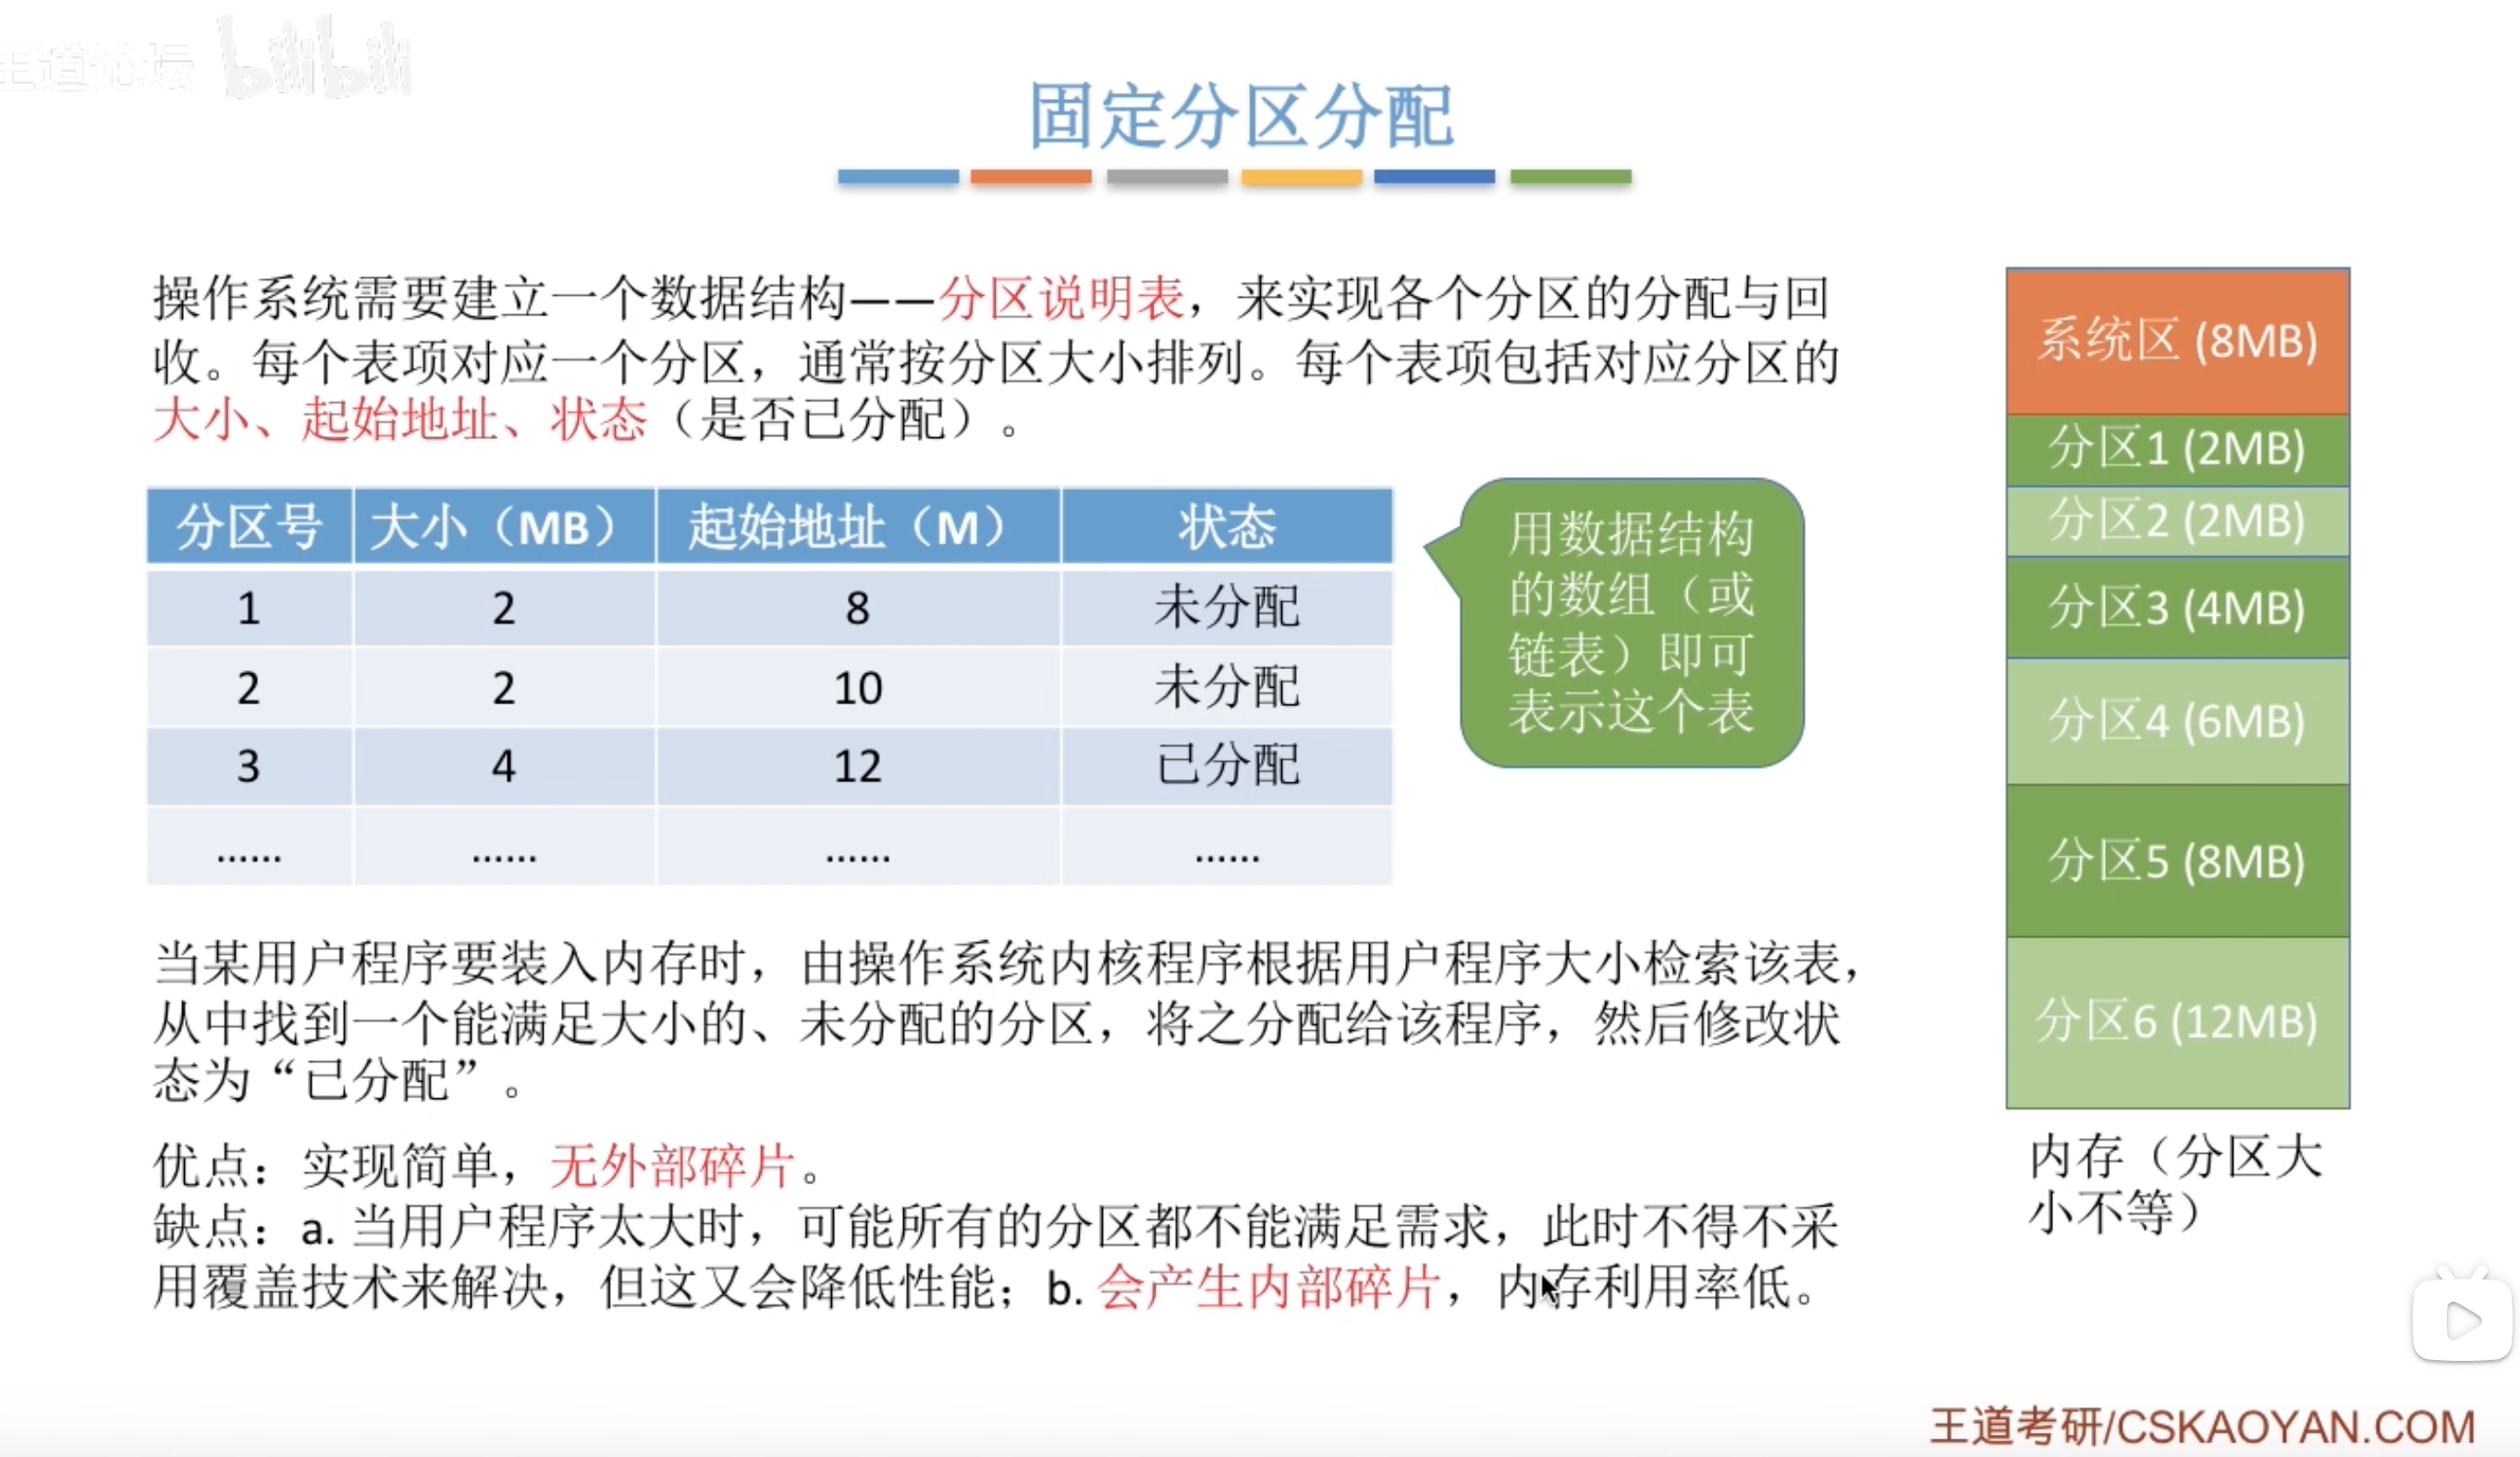 王道论坛 bilibili
固定分区分配
操作系统需要建立一个数据结构——分区说明表，来实现各个分区的分配与回
收。每个表项对应一个分区，通常按分区大小排列。每个表项包括对应分区的
大小、起始地址、状态（是否已分配）。
分区号 大小（MB） 起始地址（M） 状态
1 2 8 未分配
2 2 10 未分配
3 4 12 已分配
...... ...... ...... ......
用数据结构
的数组（或
链表）即可
表示这个表
当某用户程序要装入内存时，由操作系统内核程序根据用户程序大小检索该表，
从中找到一个能满足大小的、未分配的分区，将之分配给该程序，然后修改状
态为“已分配”。
优点：实现简单，无外部碎片。
缺点：a. 当用户程序太大时，可能所有的分区都不能满足需求，此时不得不采
用覆盖技术来解决，但这又会降低性能；b. 会产生内部碎片，内存利用率低。
系统区 (8MB)
分区1 (2MB)
分区2 (2MB)
分区3 (4MB)
分区4 (6MB)
分区5 (8MB)
分区6 (12MB)
内存（分区大
小不等）
王道考研/CSKAOYAN.COM